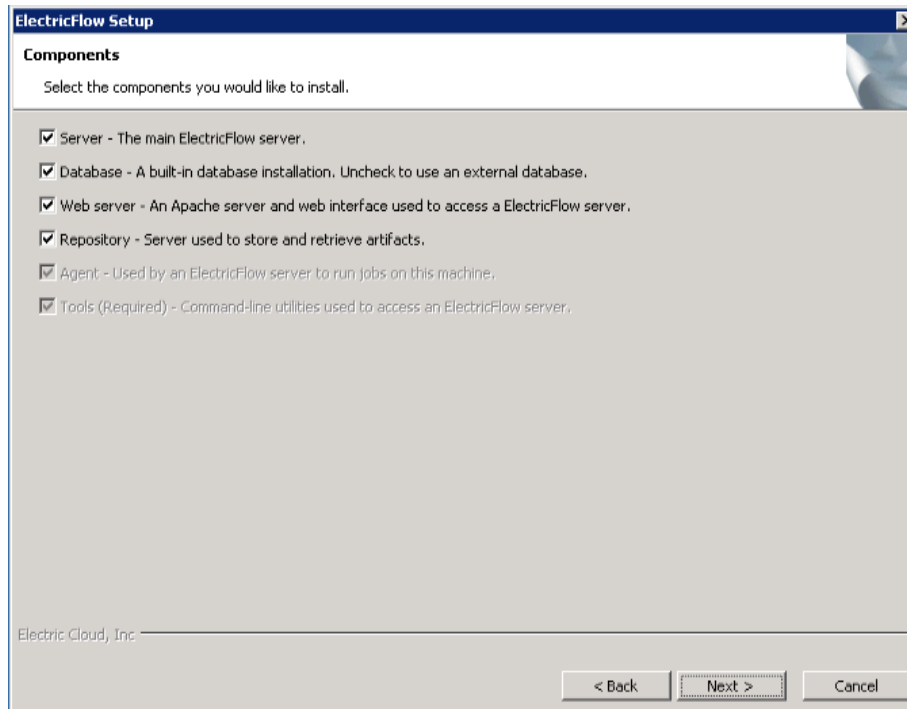 ElectricFlow Setup
Components
Select the components you would like to install.
Server - The main ElectricFlow server.
Database - A built-in database installation. Uncheck to use an external database.
Web server - An Apache server and web interface used to access a ElectricFlow server.
Repository - Server used to store and retrieve artifacts.
Agent - Used by an ElectricFlow server to run jobs on this machine.
Tools (Required) - Command-line utilities used to access an ElectricFlow server.
Electric Cloud, Inc
< Back Next > Cancel